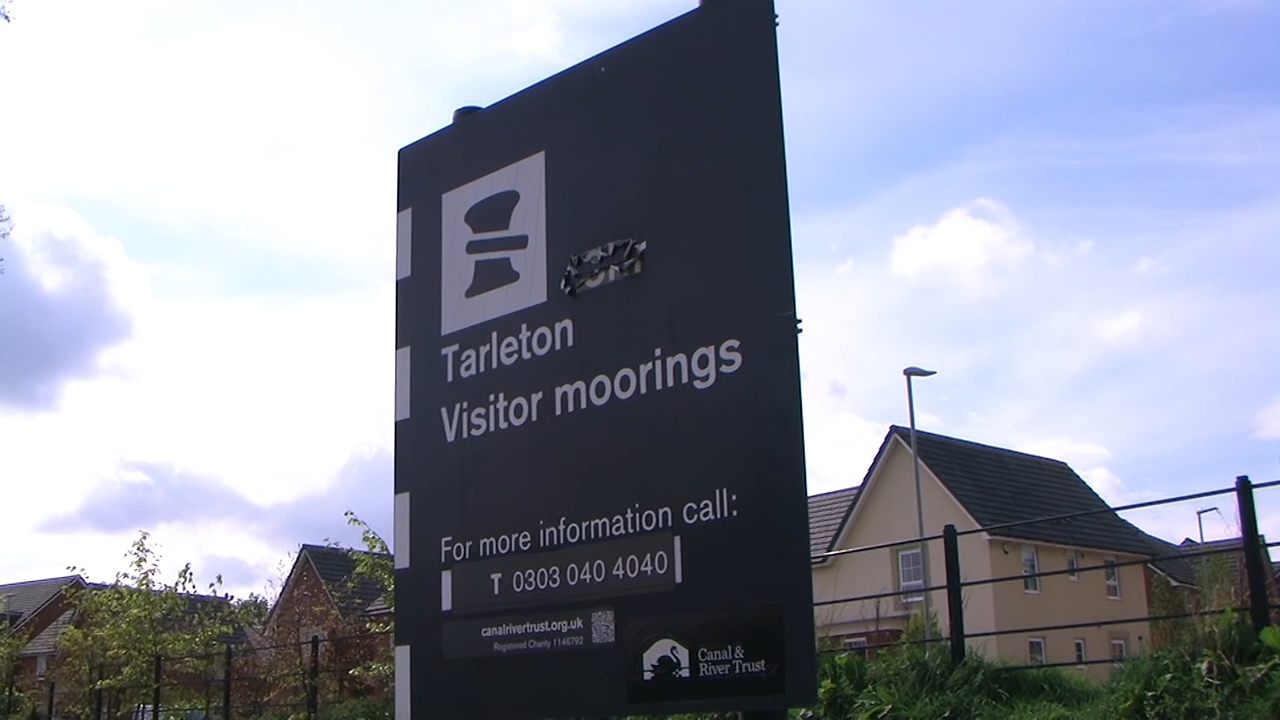 Tarleton
Visitor moorings
For more information call:
T 0303 040 4040
canalrivertrust.org.uk
Registered Charity 1146792
Canal &
River Trust